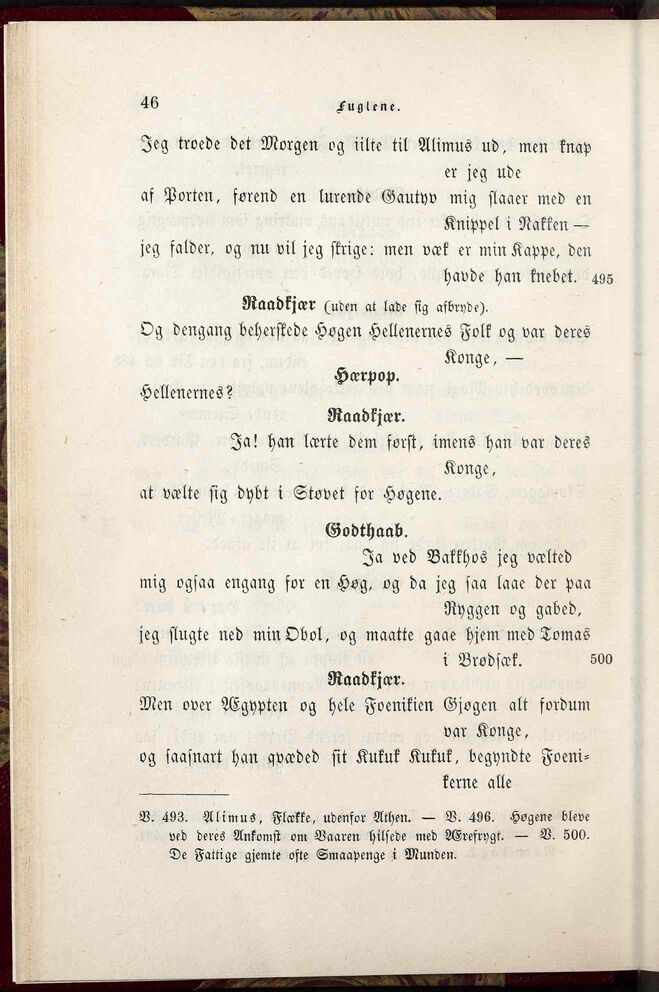 46
Fuglene.
Jeg troede det Morgen og iilte til Alimus ud, men knap
er jeg ude
af Porten, førend en lurende Gautyv mig slaaer med en
Knippel i Nakken —
jeg falder, og nu vil jeg skrige: men væk er min Kappe, den
havde han knebet. 495
Raadkjær (uden at lade sig afbryde).
Og dengang beherskede Høgen Hellenernes Folk og var deres
Konge, —
Hærpop.
Hellenernes?
Raadkjær.
Ja! han lærte dem først, imens han var deres
Konge,
at vælte sig dybt i Støvet for Høgene.
Godthaab.
Ja ved Bakkhos jeg vælted
mig ogsaa engang for en Høg, og da jeg saa laae der paa
Ryggen og gabed,
jeg slugte ned min Obol, og maatte gaae hjem med Tomas
i Brødsæk. 500
Raadkjær.
Men over Ægypten og hele Foenikien Gjøgen alt fordum
var Konge,
og saasnart han qvæded sit Kukuk Kukuk, begyndte Foeni=
kerne alle
V. 493. Alimus, Flække, udenfor Athen. — V. 496. Høgene bleve
ved deres Ankomst om Vaaren hilsede med Ærefrygt. — V. 500.
De Fattige gjemte ofte Smaapenge i Munden.